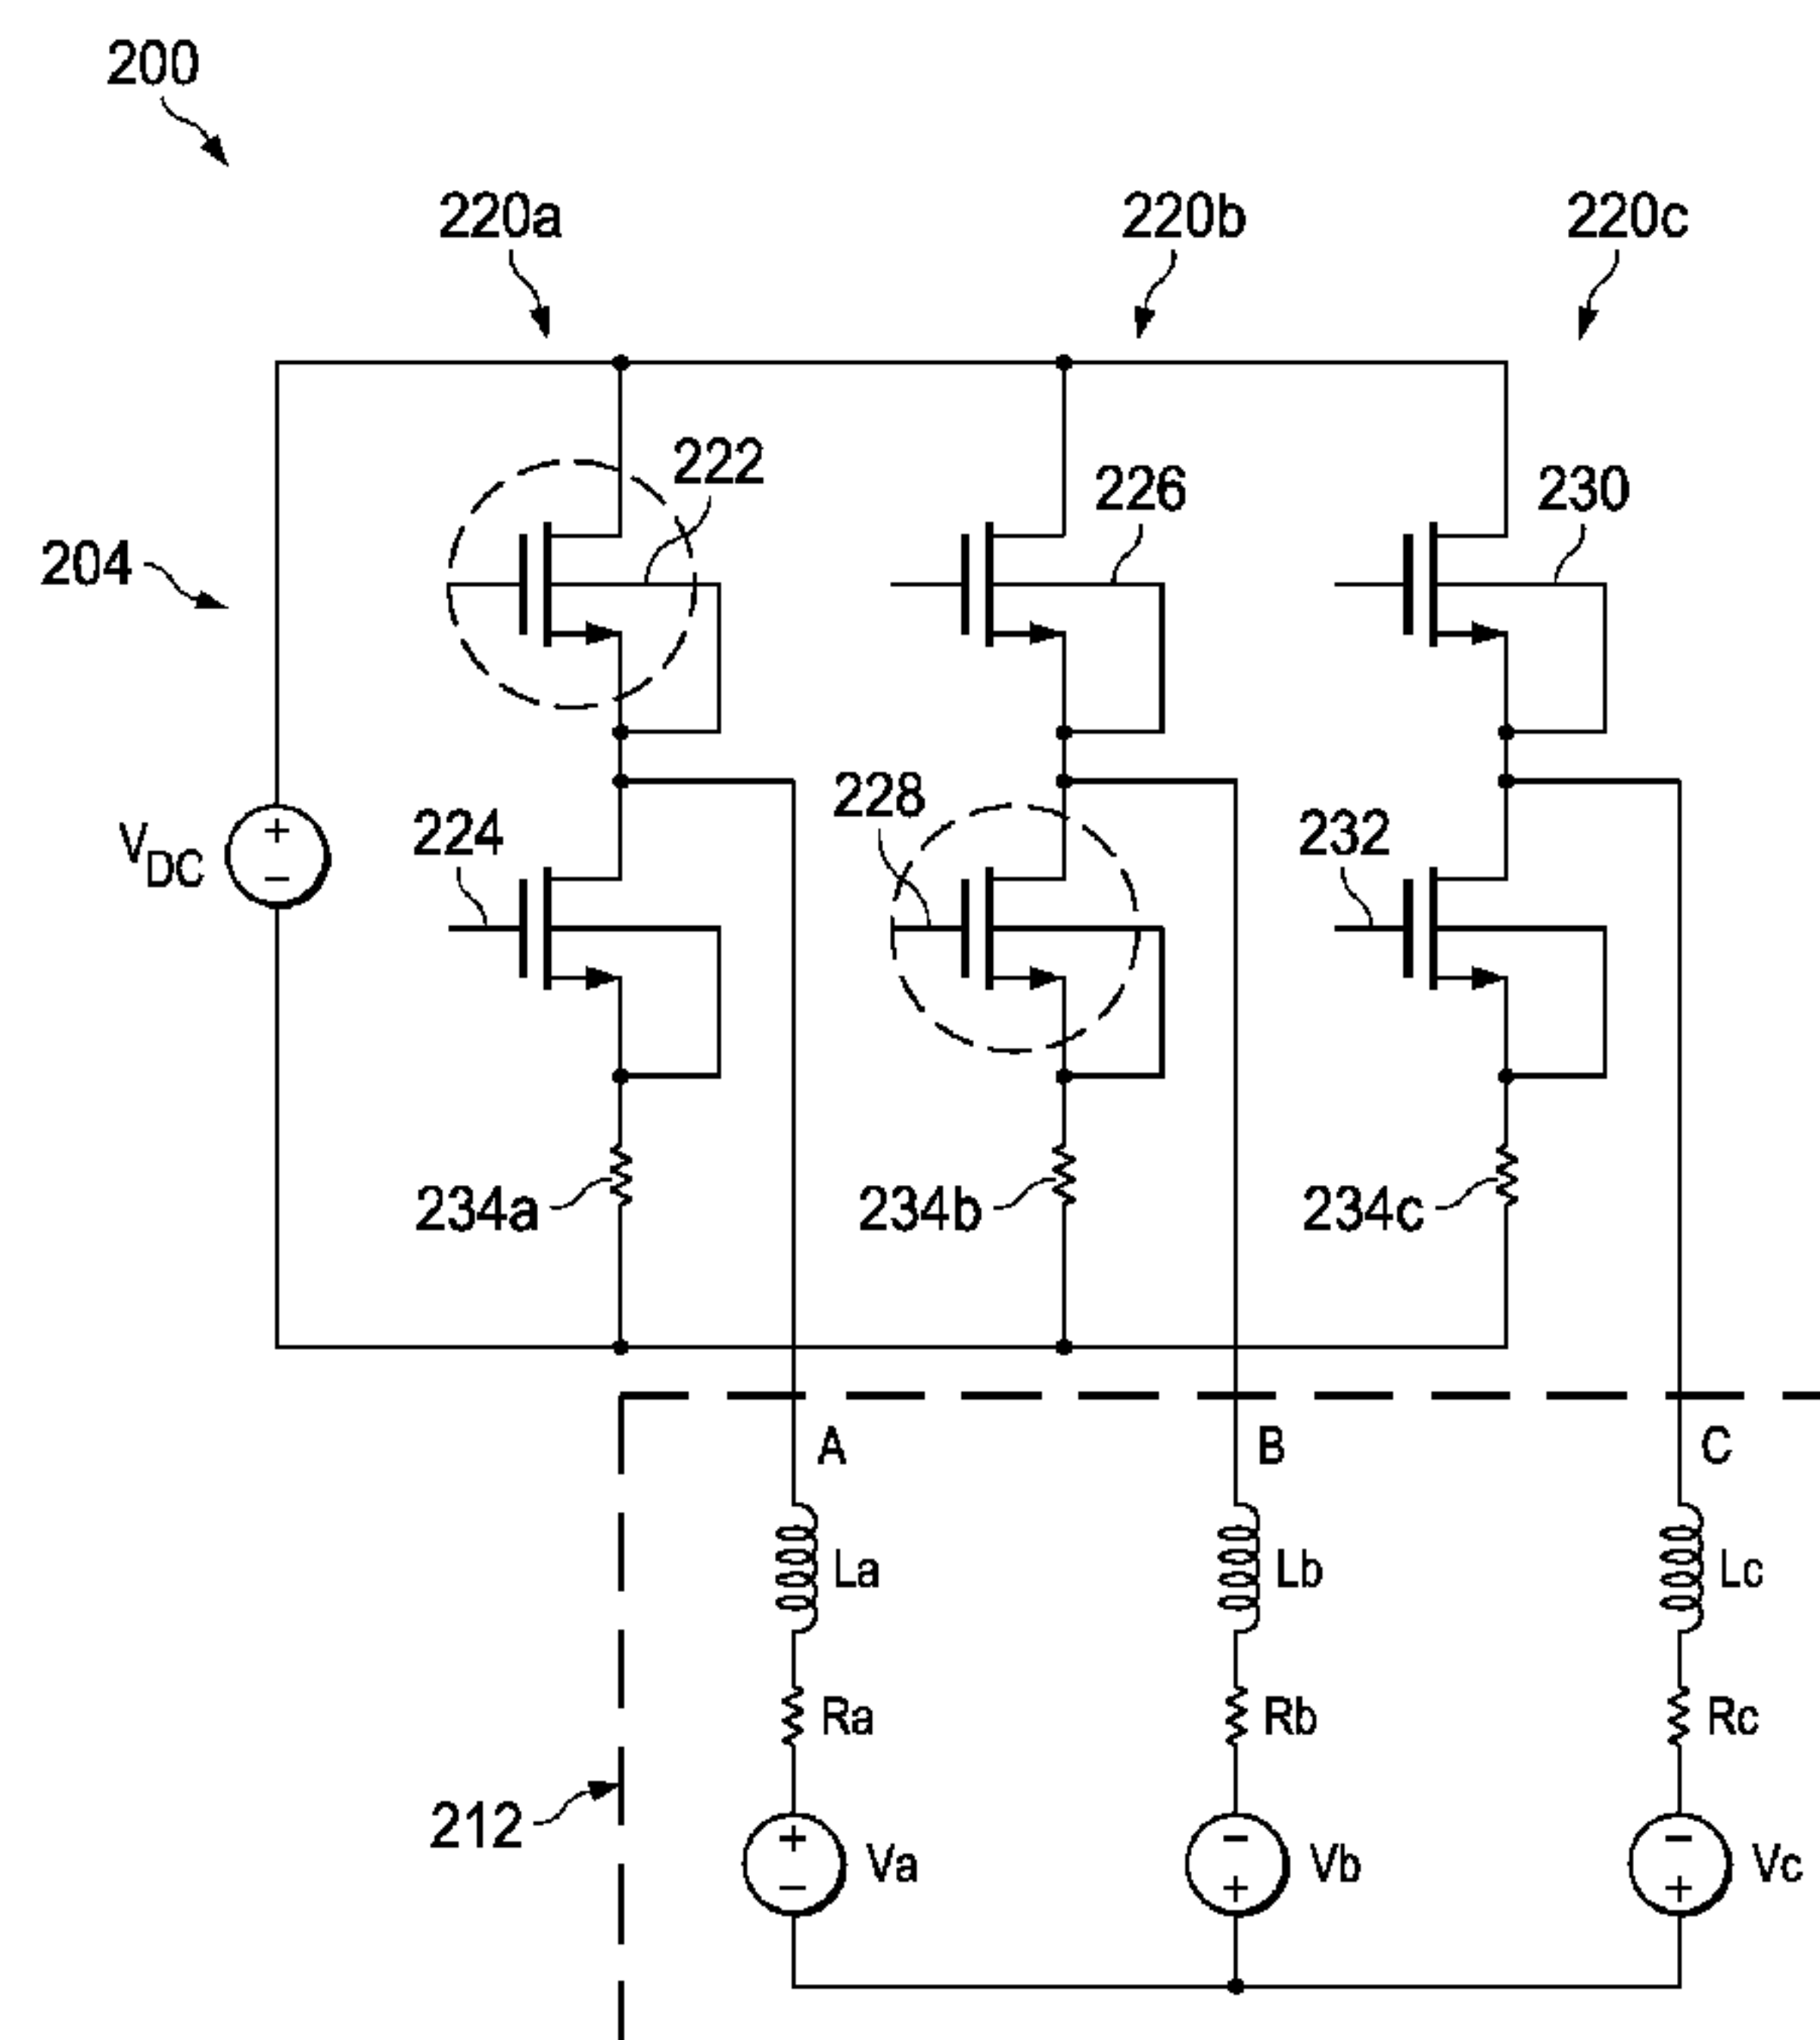 200
220a 220b 220c
222 226 230
204
228
224 232
V_DC
+
−
234a 234b 234c
A B C
La Lb Lc
Ra Rb Rc
212
+ − −
Va Vb Vc
− + +